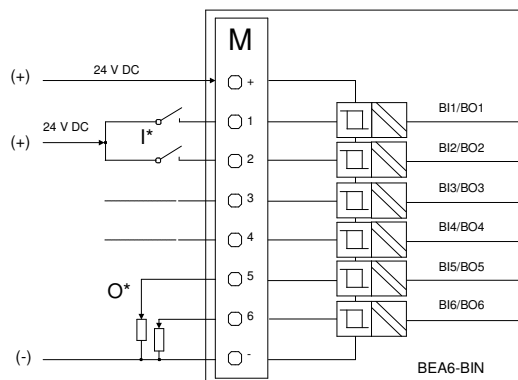 M
(+) 24 V DC +
(+) 24 V DC I* 1 BI1/BO1
2 BI2/BO2
3 BI3/BO3
4 BI4/BO4
O* 5 BI5/BO5
6 BI6/BO6
(-) -
BEA6-BIN